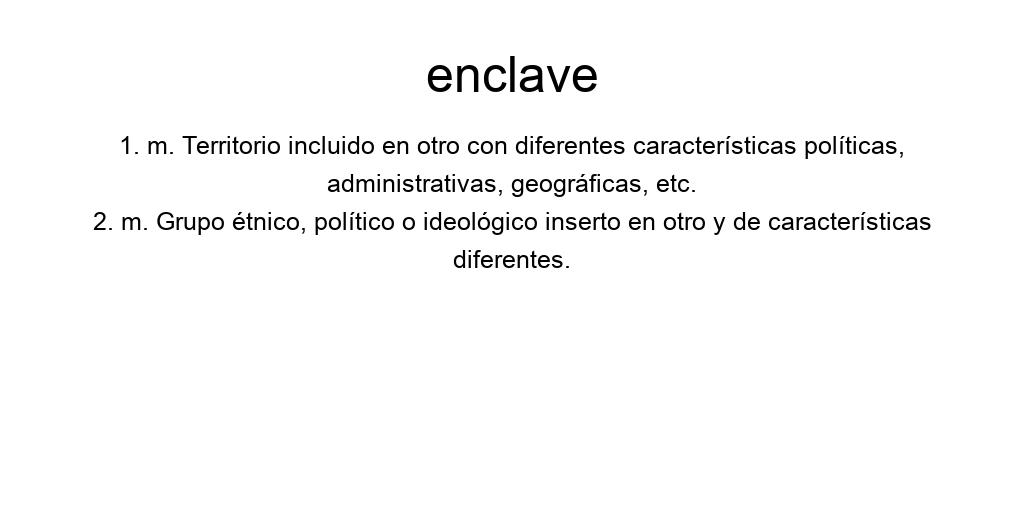 enclave
1. m. Territorio incluido en otro con diferentes características políticas,
administrativas, geográficas, etc.
2. m. Grupo étnico, político o ideológico inserto en otro y de características
diferentes.